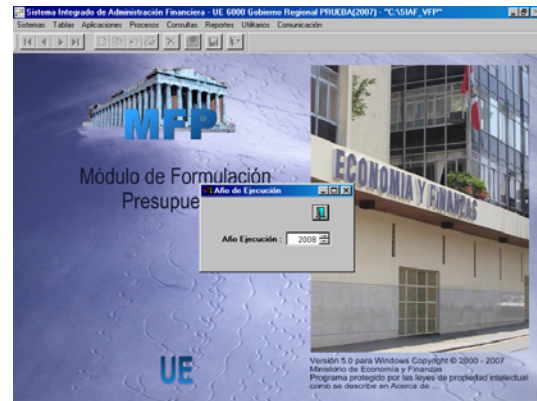 Sistema Integrado de Administración Financiera - UE 6000 Gobierno Regional PRUEBA(2007) - "C:\SIAF_VFP"
Sistemas Tablas Aplicaciones Procesos Consultas Reportes Utilitarios Comunicación
MFP
Módulo de Formulación
Presupue
ECONOMIA Y FINANZAS
Año de Ejecución
Año Ejecución : 2008
UE
Versión 5.0 para Windows Copyright © 2000 - 2007
Ministerio de Economía y Finanzas
Programa protegido por las leyes de propiedad intelectual
como se describe en Acerca de ...